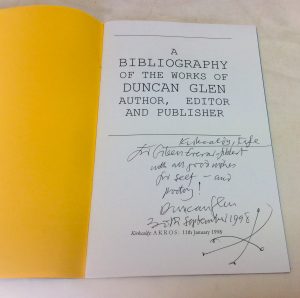 A
BIBLIOGRAPHY
OF THE WORKS OF
DUNCAN GLEN
AUTHOR, EDITOR
AND PUBLISHER
Kirkcaldy, Fife
for
with all good wishes
for self – and
poetry!
Duncan Glen
20th September 1998
Kirkcaldy: AKROS: 11th January 1998